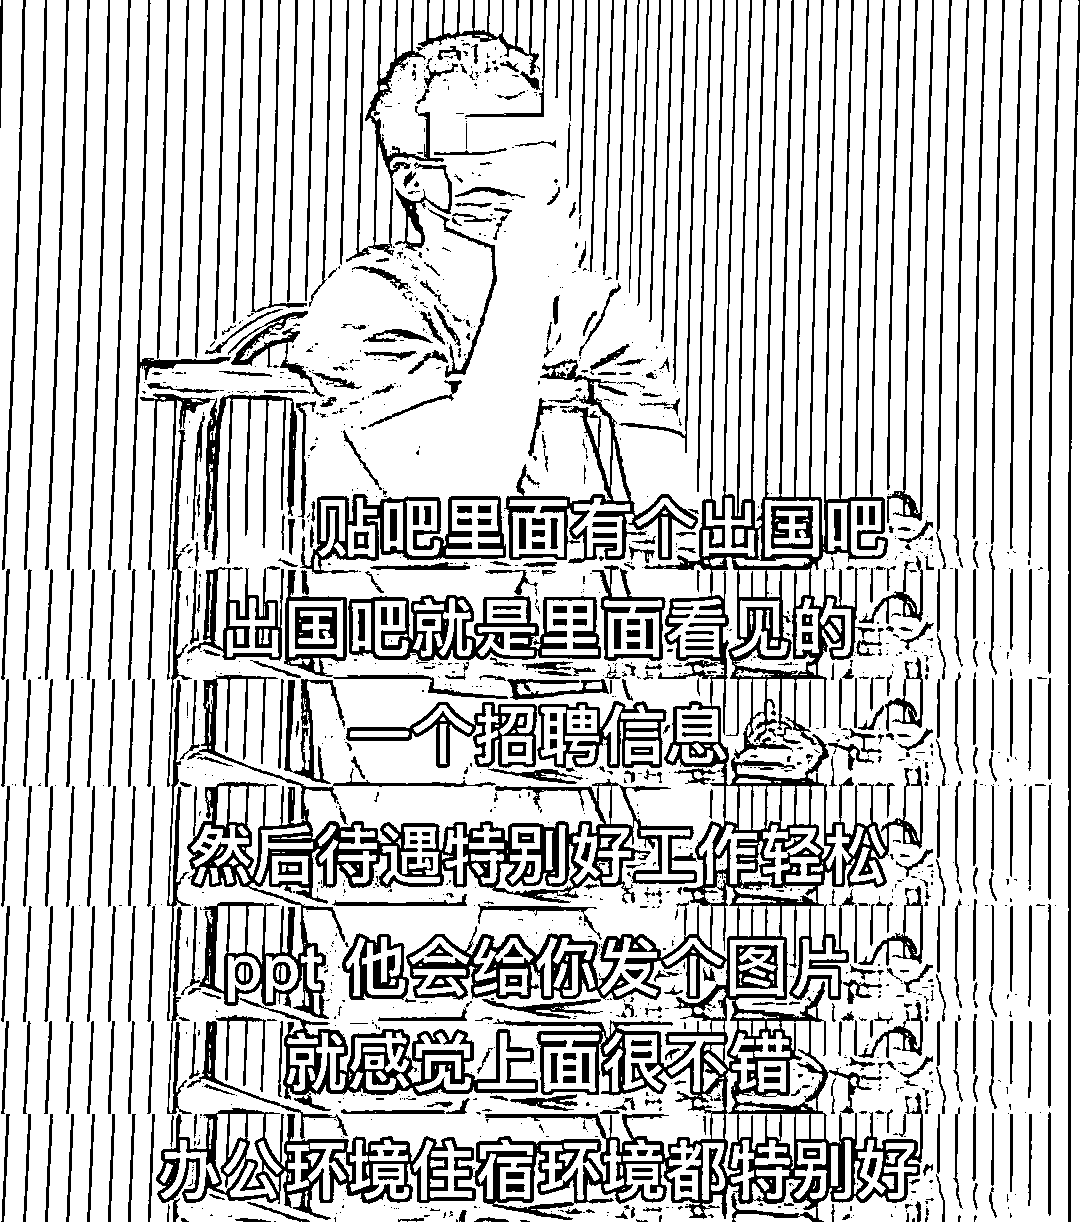 贴吧里面有个出国吧
出国吧就是里面看见的
一个招聘信息
然后待遇特别好工作轻松
ppt 他会给你发个图片
就感觉上面很不错
办公环境住宿环境都特别好